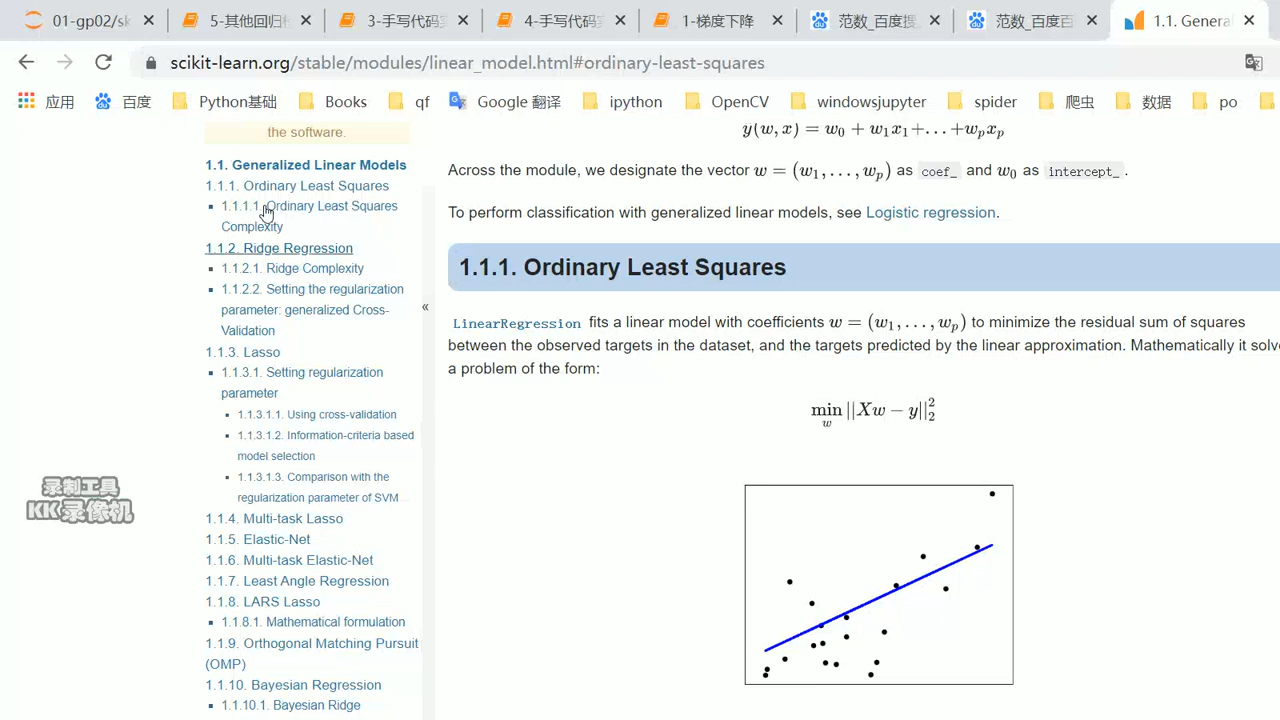 01-gp02/sk
5-其他回归
3-手写代码
4-手写代码
1-梯度下降
范数_百度搜
范数_百度百
1.1. General
scikit-learn.org/stable/modules/linear_model.html#ordinary-least-squares
应用
百度
Python基础
Books
qf
Google 翻译
ipython
OpenCV
windowsjupyter
spider
爬虫
数据
po
the software.
1.1. Generalized Linear Models
1.1.1. Ordinary Least Squares
1.1.1.1. Ordinary Least Squares
Complexity
1.1.2. Ridge Regression
1.1.2.1. Ridge Complexity
1.1.2.2. Setting the regularization
parameter: generalized Cross-
Validation
1.1.3. Lasso
1.1.3.1. Setting regularization
parameter
1.1.3.1.1. Using cross-validation
1.1.3.1.2. Information-criteria based
model selection
1.1.3.1.3. Comparison with the
regularization parameter of SVM
1.1.4. Multi-task Lasso
1.1.5. Elastic-Net
1.1.6. Multi-task Elastic-Net
1.1.7. Least Angle Regression
1.1.8. LARS Lasso
1.1.8.1. Mathematical formulation
1.1.9. Orthogonal Matching Pursuit
(OMP)
1.1.10. Bayesian Regression
1.1.10.1. Bayesian Ridge
«
y(w, x) = w₀ + w₁x₁+...+wₚxₚ
Across the module, we designate the vector w = (w₁, ..., wₚ) as coef_ and w₀ as intercept_.
To perform classification with generalized linear models, see Logistic regression.
1.1.1. Ordinary Least Squares
LinearRegression fits a linear model with coefficients w = (w₁, ..., wₚ) to minimize the residual sum of squares
between the observed targets in the dataset, and the targets predicted by the linear approximation. Mathematically it solve
a problem of the form:
min_w ||Xw − y||₂²
录制工具
KK录像机